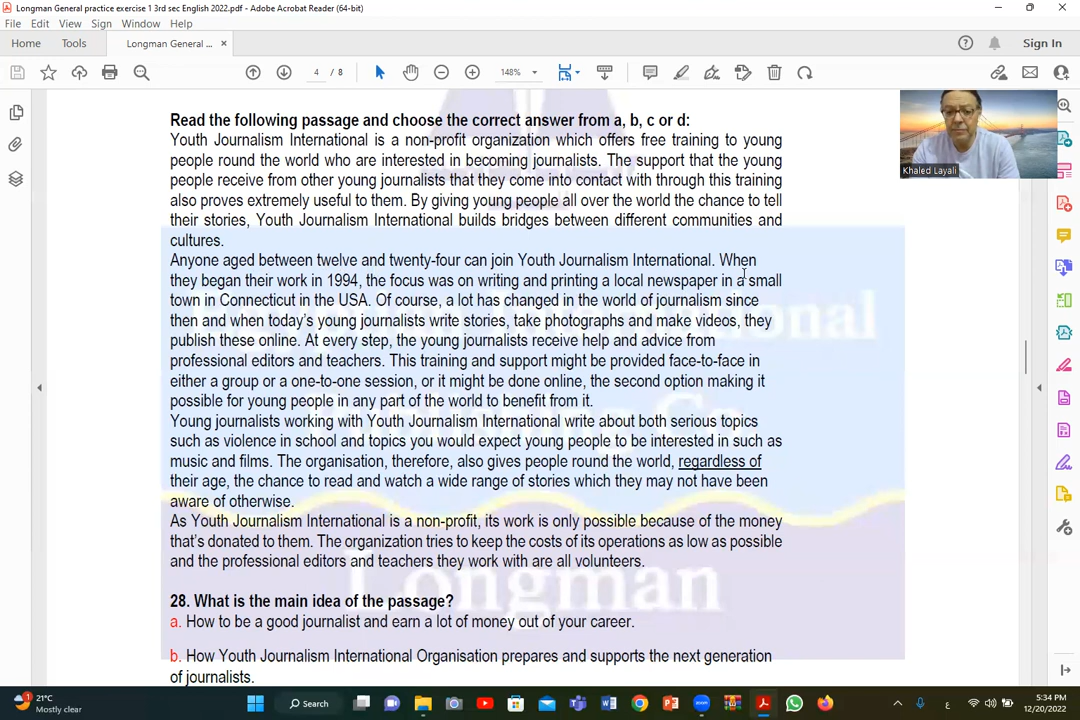 Longman General practice exercise 1 3rd sec English 2022.pdf - Adobe Acrobat Reader (64-bit)
File Edit View Sign Window Help
Home Tools Longman General ... × Sign In
4 / 8 148%
Khaled Layali
Read the following passage and choose the correct answer from a, b, c or d:
Youth Journalism International is a non-profit organization which offers free training to young
people round the world who are interested in becoming journalists. The support that the young
people receive from other young journalists that they come into contact with through this training
also proves extremely useful to them. By giving young people all over the world the chance to tell
their stories, Youth Journalism International builds bridges between different communities and
cultures.
Anyone aged between twelve and twenty-four can join Youth Journalism International. When
they began their work in 1994, the focus was on writing and printing a local newspaper in a small
town in Connecticut in the USA. Of course, a lot has changed in the world of journalism since
then and when today's young journalists write stories, take photographs and make videos, they
publish these online. At every step, the young journalists receive help and advice from
professional editors and teachers. This training and support might be provided face-to-face in
either a group or a one-to-one session, or it might be done online, the second option making it
possible for young people in any part of the world to benefit from it.
Young journalists working with Youth Journalism International write about both serious topics
such as violence in school and topics you would expect young people to be interested in such as
music and films. The organisation, therefore, also gives people round the world, regardless of
their age, the chance to read and watch a wide range of stories which they may not have been
aware of otherwise.
As Youth Journalism International is a non-profit, its work is only possible because of the money
that's donated to them. The organization tries to keep the costs of its operations as low as possible
and the professional editors and teachers they work with are all volunteers.
Longman
28. What is the main idea of the passage?
a. How to be a good journalist and earn a lot of money out of your career.
b. How Youth Journalism International Organisation prepares and supports the next generation
of journalists.
21°C
Mostly clear
Search
ع
5:34 PM
12/20/2022